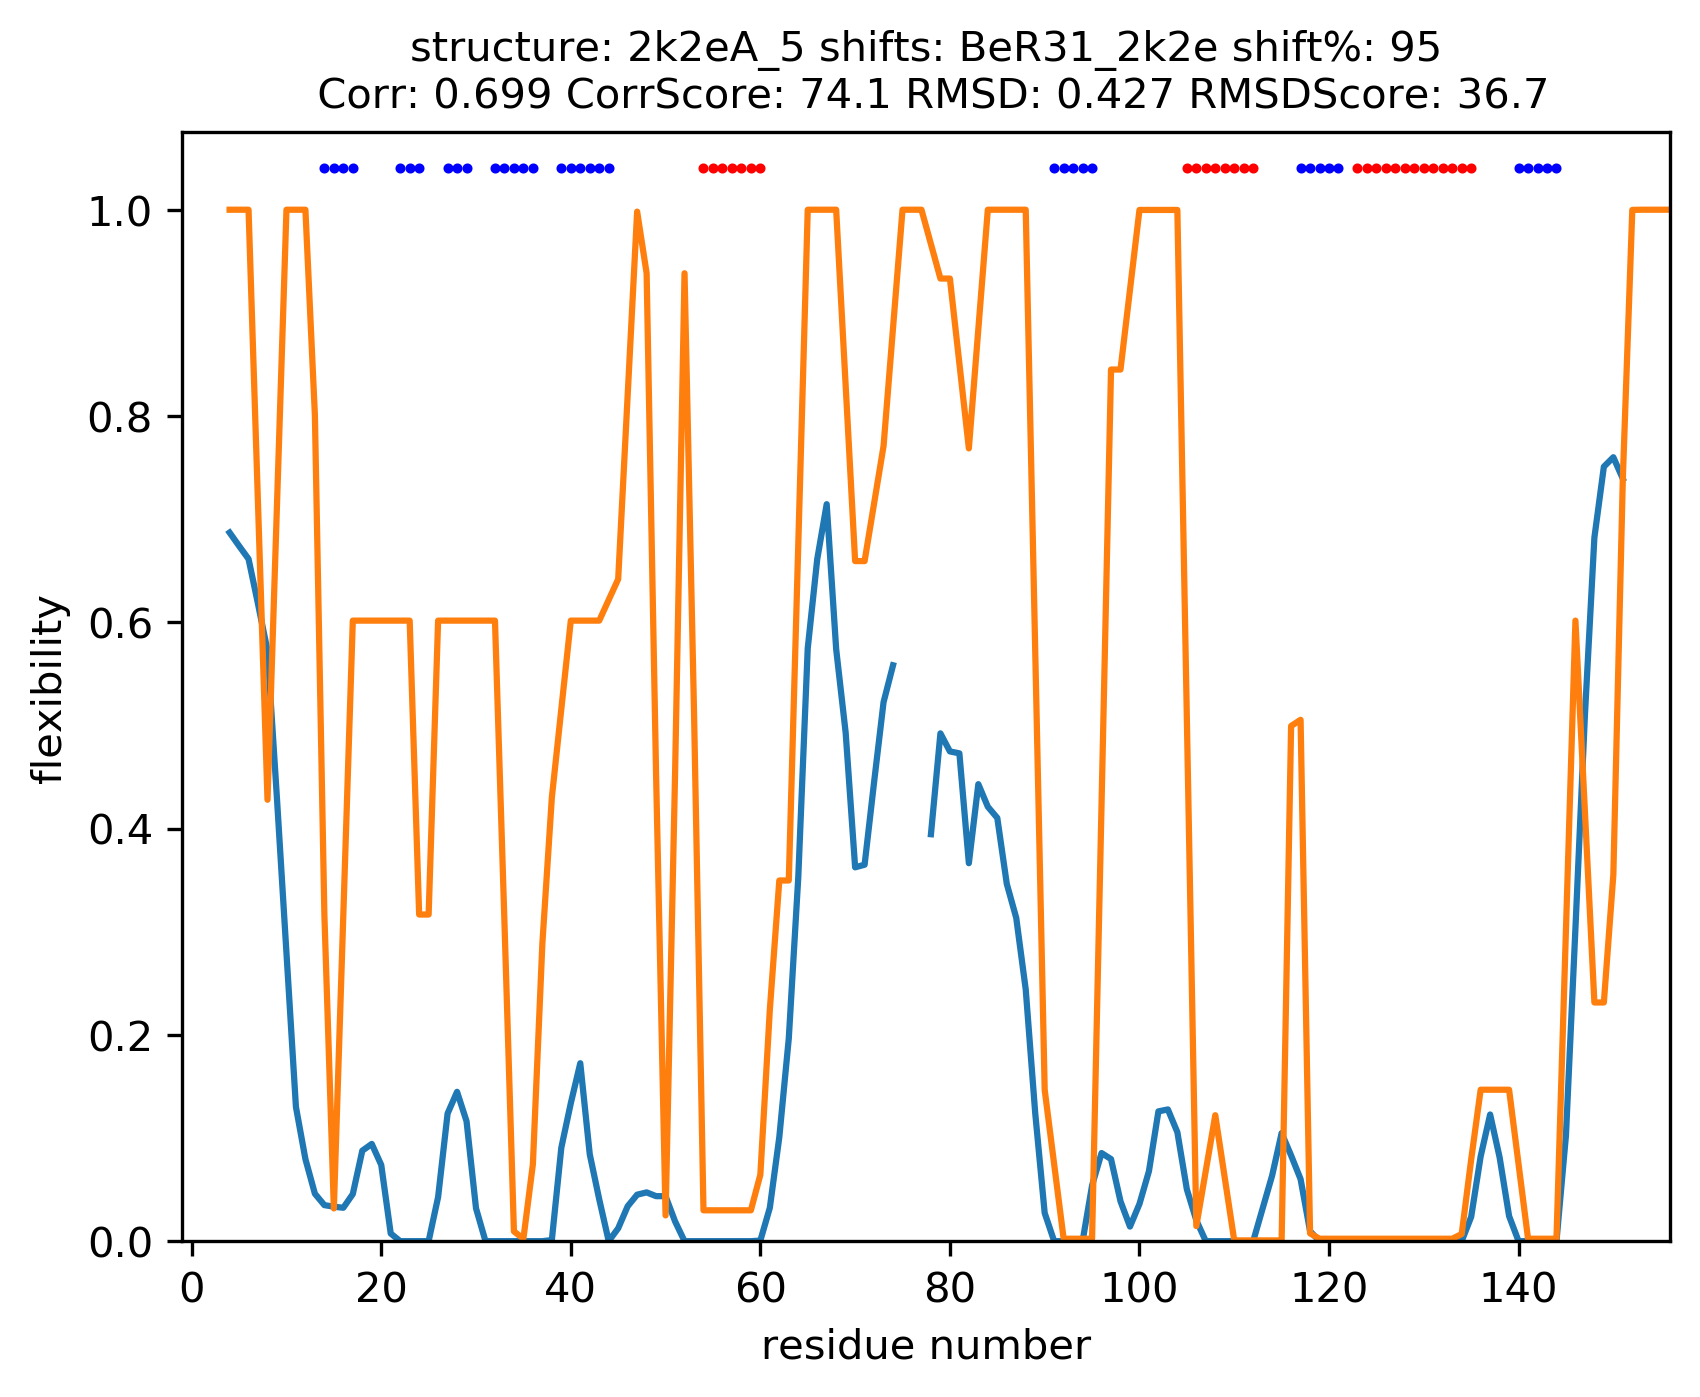 structure: 2k2eA_5 shifts: BeR31_2k2e shift%: 95
Corr: 0.699 CorrScore: 74.1 RMSD: 0.427 RMSDScore: 36.7
1.0
0.8
0.6
0.4
0.2
0.0
flexibility
0 20 40 60 80 100 120 140
residue number